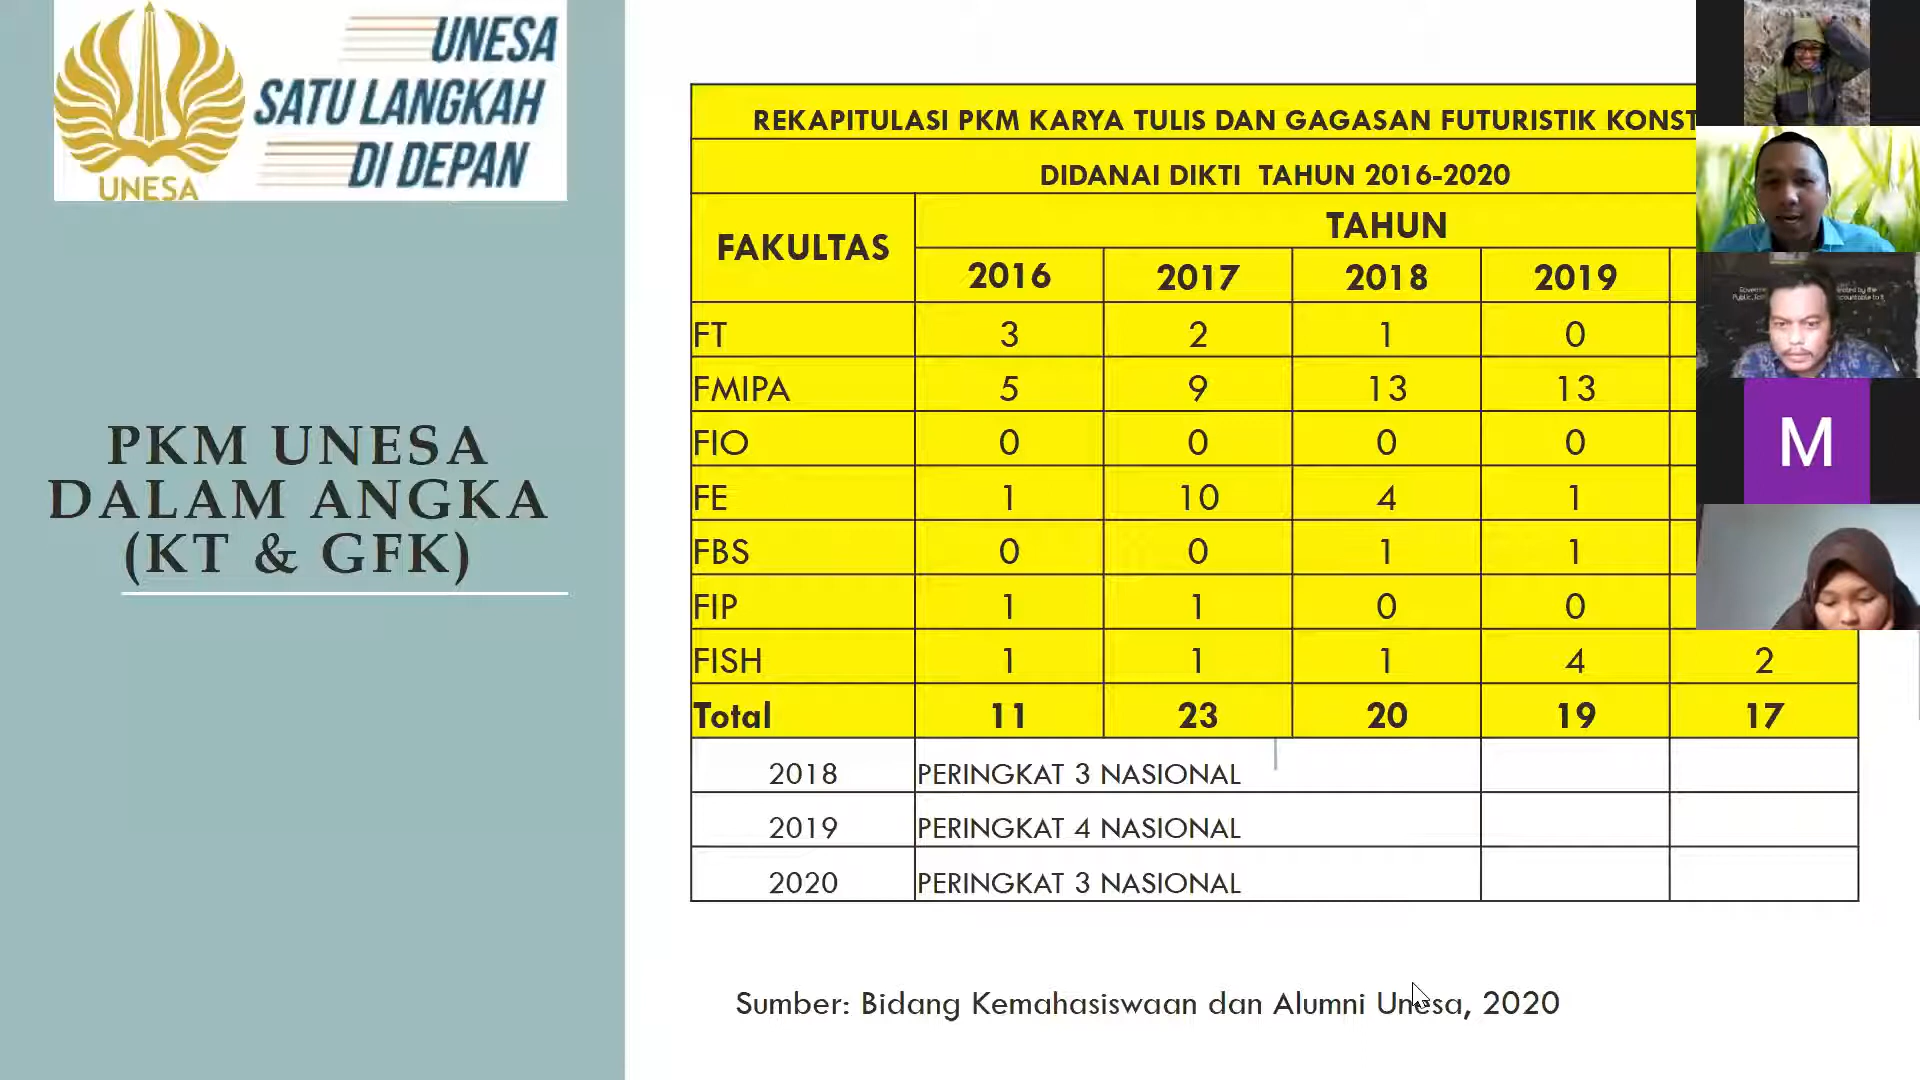 UNESA
SATU LANGKAH
DI DEPAN
UNESA
PKM UNESA
DALAM ANGKA
(KT & GFK)
REKAPITULASI PKM KARYA TULIS DAN GAGASAN FUTURISTIK KONST
DIDANAI DIKTI TAHUN 2016-2020
FAKULTAS
TAHUN
2016 2017 2018 2019
FT 3 2 1 0
FMIPA 5 9 13 13
FIO 0 0 0 0
FE 1 10 4 1
FBS 0 0 1 1
FIP 1 1 0 0
FISH 1 1 1 4 2
Total 11 23 20 19 17
2018 PERINGKAT 3 NASIONAL
2019 PERINGKAT 4 NASIONAL
2020 PERINGKAT 3 NASIONAL
Sumber: Bidang Kemahasiswaan dan Alumni Unesa, 2020
M